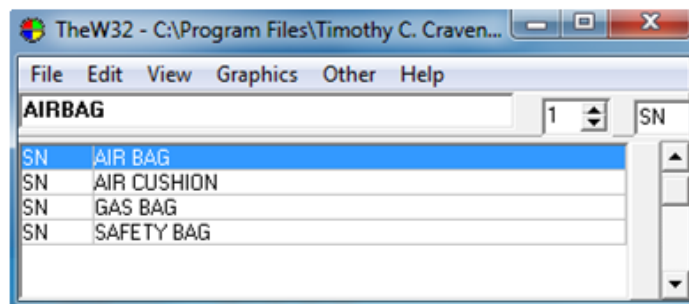 TheW32 - C:\Program Files\Timothy C. Craven...
File Edit View Graphics Other Help
AIRBAG 1 SN
SN AIR BAG
SN AIR CUSHION
SN GAS BAG
SN SAFETY BAG